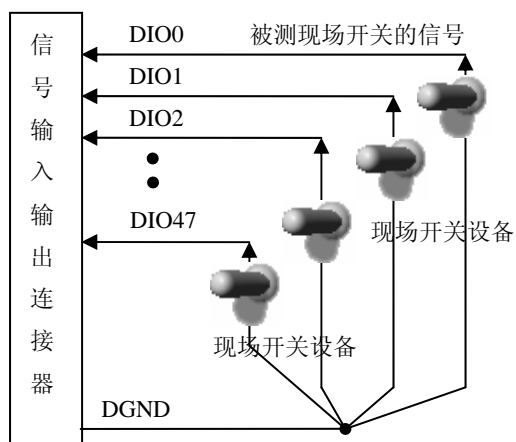 信号输入输出连接器
DIO0
被测现场开关的信号
DIO1
DIO2
DIO47
现场开关设备
现场开关设备
DGND